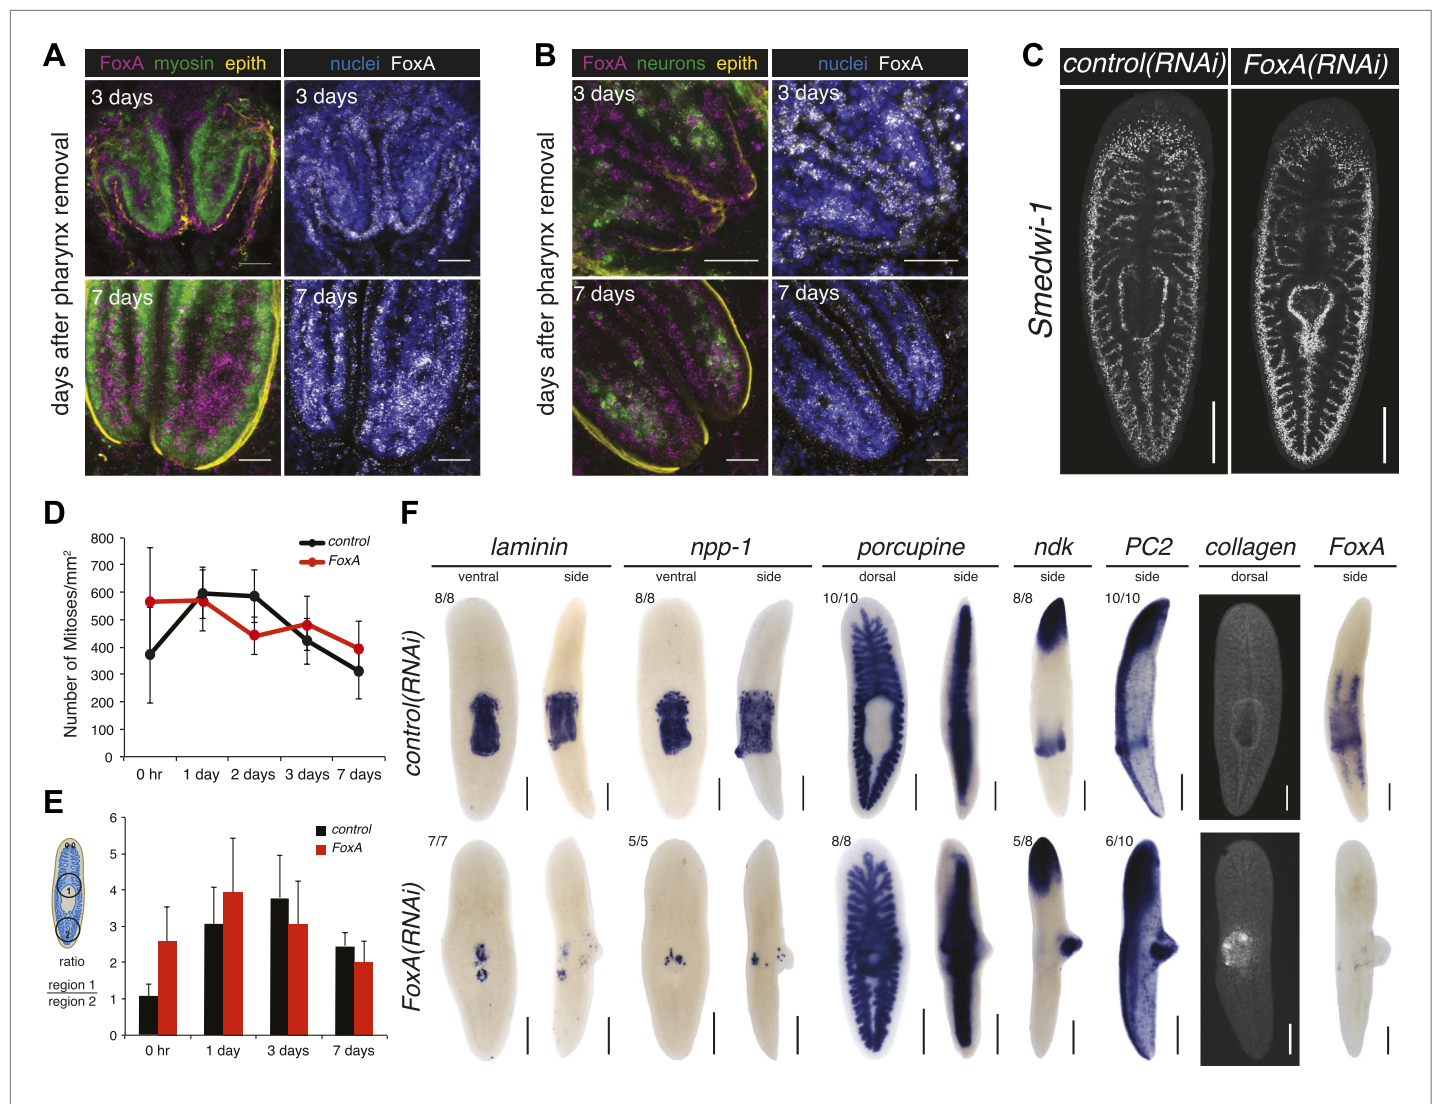 A
FoxA myosin epith
nuclei FoxA
days after pharynx removal
3 days
3 days
7 days
7 days
B
FoxA neurons epith
nuclei FoxA
days after pharynx removal
3 days
3 days
7 days
7 days
C
control(RNAi)
FoxA(RNAi)
Smedwi-1
D
Number of Mitoses/mm²
800
700
600
500
400
300
200
100
0
control
FoxA
0 hr 1 day 2 days 3 days 7 days
E
1
2
ratio
region 1
region 2
6
5
4
3
2
1
0
control
FoxA
0 hr 1 day 3 days 7 days
F
laminin npp-1 porcupine ndk PC2 collagen FoxA
ventral side ventral side dorsal side side side dorsal side
control(RNAi)
8/8 8/8 10/10 8/8 10/10
FoxA(RNAi)
7/7 5/5 8/8 5/8 6/10